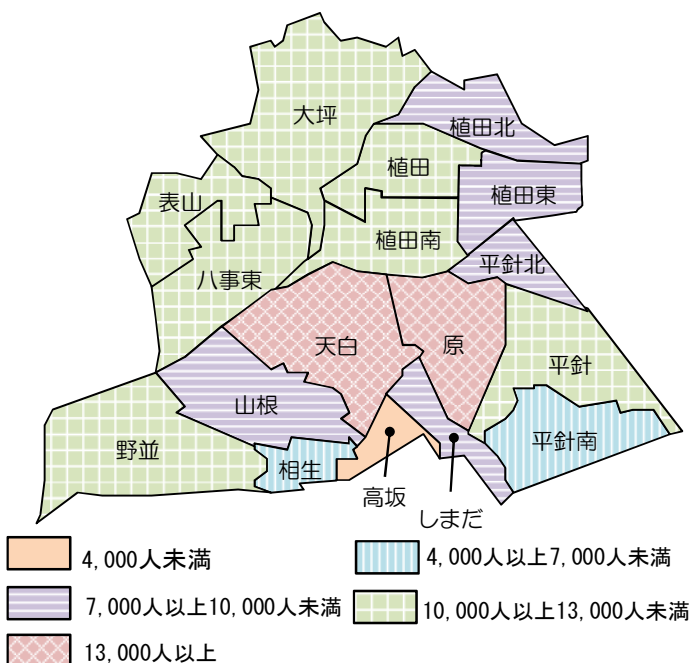 大坪
植田北
植田
植田東
表山
植田南
八事東
平針北
天白
原
平針
山根
野並
相生
平針南
高坂
しまだ
4,000人未満
4,000人以上7,000人未満
7,000人以上10,000人未満
10,000人以上13,000人未満
13,000人以上